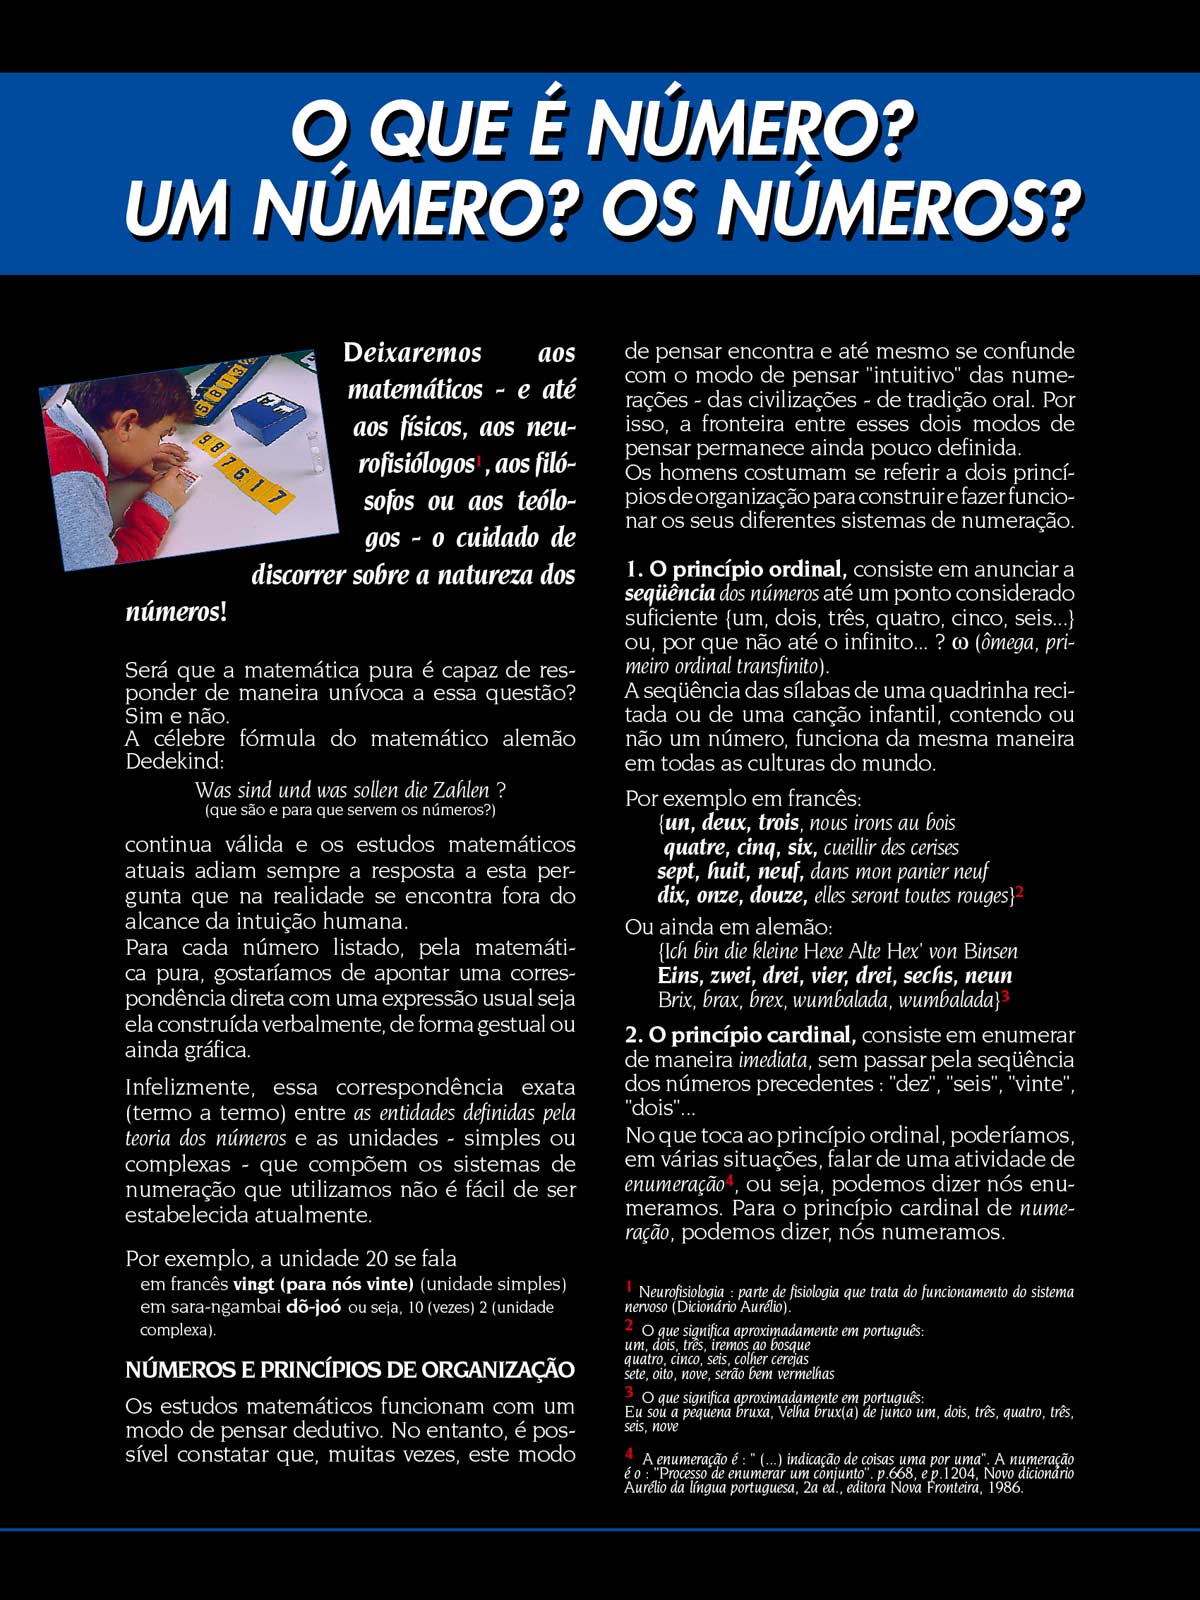 O QUE É NÚMERO?
UM NÚMERO? OS NÚMEROS?
Deixaremos aos
matemáticos - e até
aos físicos, aos neu-
rofisiólogos1, aos filó-
sofos ou aos teólo-
gos - o cuidado de
discorrer sobre a natureza dos
números!
Será que a matemática pura é capaz de res-
ponder de maneira unívoca a essa questão?
Sim e não.
A célebre fórmula do matemático alemão
Dedekind:
Was sind und was sollen die Zahlen ?
(que são e para que servem os números?)
continua válida e os estudos matemáticos
atuais adiam sempre a resposta a esta per-
gunta que na realidade se encontra fora do
alcance da intuição humana.
Para cada número listado, pela matemáti-
ca pura, gostaríamos de apontar uma corres-
pondência direta com uma expressão usual seja
ela construída verbalmente, de forma gestual ou
ainda gráfica.
Infelizmente, essa correspondência exata
(termo a termo) entre as entidades definidas pela
teoria dos números e as unidades - simples ou
complexas - que compõem os sistemas de
numeração que utilizamos não é fácil de ser
estabelecida atualmente.
Por exemplo, a unidade 20 se fala
em francês vingt (para nós vinte) (unidade simples)
em sara-ngambai dõ-joó ou seja, 10 (vezes) 2 (unidade
complexa).
NÚMEROS E PRINCÍPIOS DE ORGANIZAÇÃO
Os estudos matemáticos funcionam com um
modo de pensar dedutivo. No entanto, é pos-
sível constatar que, muitas vezes, este modo
de pensar encontra e até mesmo se confunde
com o modo de pensar "intuitivo" das nume-
rações - das civilizações - de tradição oral. Por
isso, a fronteira entre esses dois modos de
pensar permanece ainda pouco definida.
Os homens costumam se referir a dois princí-
pios de organização para construir e fazer funcio-
nar os seus diferentes sistemas de numeração.
1. O princípio ordinal, consiste em anunciar a
seqüência dos números até um ponto considerado
suficiente {um, dois, três, quatro, cinco, seis...}
ou, por que não até o infinito... ? ω (ômega, pri-
meiro ordinal transfinito).
A seqüência das sílabas de uma quadrinha reci-
tada ou de uma canção infantil, contendo ou
não um número, funciona da mesma maneira
em todas as culturas do mundo.
Por exemplo em francês:
{un, deux, trois, nous irons au bois
quatre, cinq, six, cueillir des cerises
sept, huit, neuf, dans mon panier neuf
dix, onze, douze, elles seront toutes rouges}2
Ou ainda em alemão:
{Ich bin die kleine Hexe Alte Hex' von Binsen
Eins, zwei, drei, vier, drei, sechs, neun
Brix, brax, brex, wumbalada, wumbalada}3
2. O princípio cardinal, consiste em enumerar
de maneira imediata, sem passar pela seqüência
dos números precedentes : "dez", "seis", "vinte",
"dois"...
No que toca ao princípio ordinal, poderíamos,
em várias situações, falar de uma atividade de
enumeração4, ou seja, podemos dizer nós enu-
meramos. Para o princípio cardinal de nume-
ração, podemos dizer, nós numeramos.
1 Neurofisiologia : parte de fisiologia que trata do funcionamento do sistema
nervoso (Dicionário Aurélio).
2 O que significa aproximadamente em português:
um, dois, três, iremos ao bosque
quatro, cinco, seis, colher cerejas
sete, oito, nove, serão bem vermelhas
3 O que significa aproximadamente em português:
Eu sou a pequena bruxa, Velha brux(a) de junco um, dois, três, quatro, três,
seis, nove
4 A enumeração é : " (...) indicação de coisas uma por uma". A numeração
é o : "Processo de enumerar um conjunto". p.668, e p.1204, Novo dicionário
Aurélio da língua portuguesa, 2a ed., editora Nova Fronteira, 1986.